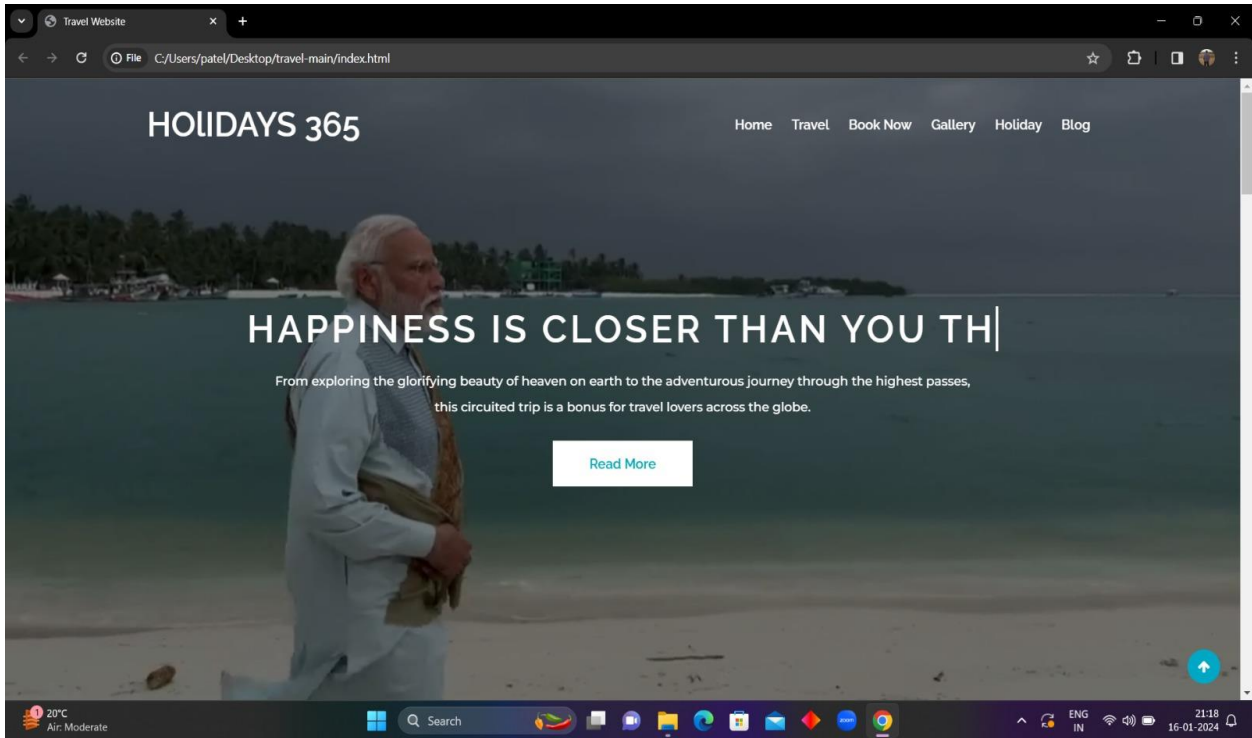 Travel Website
File C:/Users/patel/Desktop/travel-main/index.html
HOlIDAYS 365
Home Travel Book Now Gallery Holiday Blog
HAPPINESS IS CLOSER THAN YOU TH
From exploring the glorifying beauty of heaven on earth to the adventurous journey through the highest passes,
this circuited trip is a bonus for travel lovers across the globe.
Read More
1
20°C
Air: Moderate
Search
zoom
ENG
IN
21:18
16-01-2024